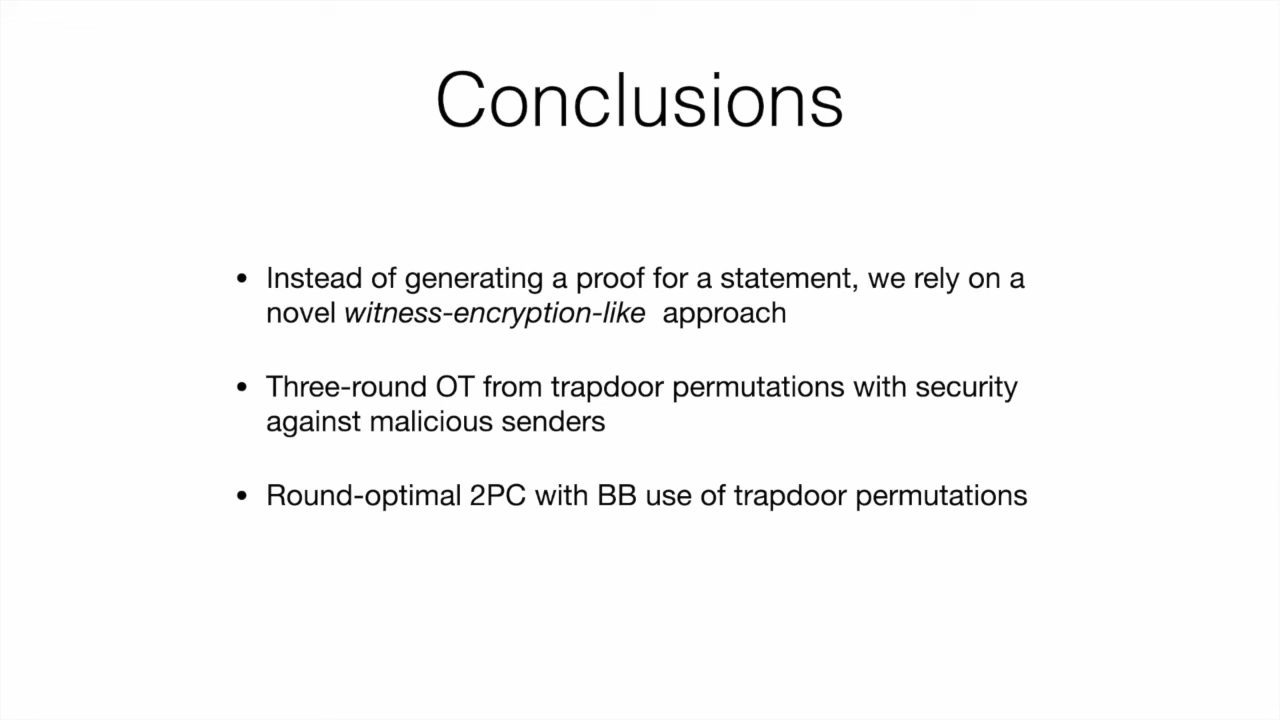 Conclusions
• Instead of generating a proof for a statement, we rely on a
novel witness-encryption-like approach
• Three-round OT from trapdoor permutations with security
against malicious senders
• Round-optimal 2PC with BB use of trapdoor permutations